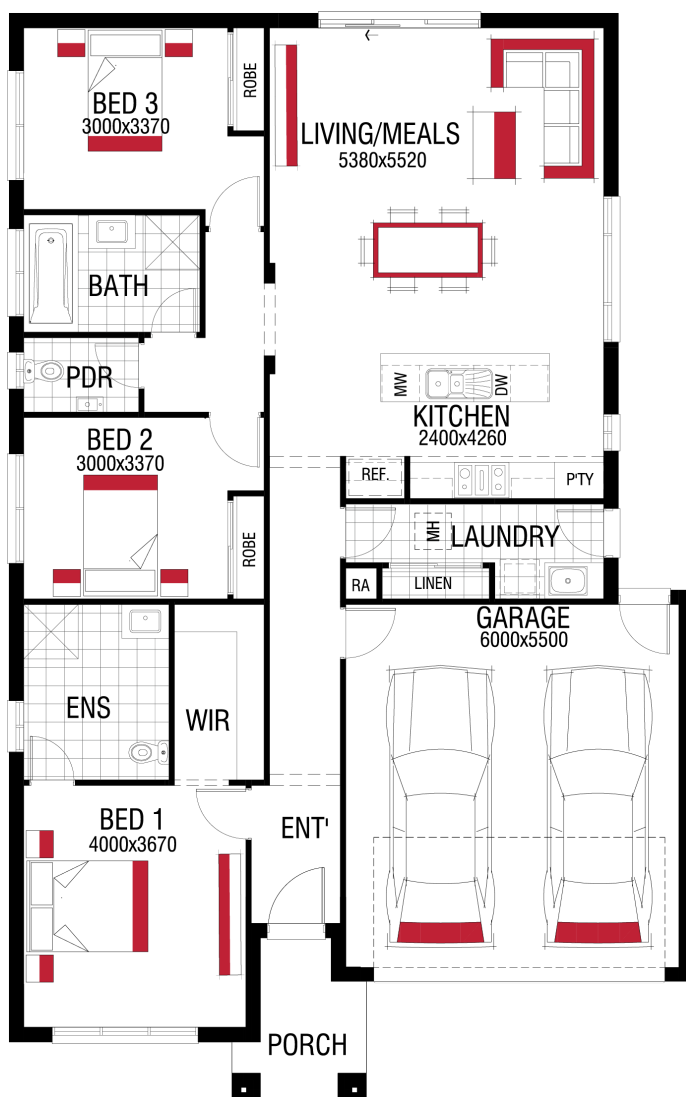 BED 3
3000x3370
ROBE
LIVING/MEALS
5380x5520
BATH
PDR
MW
DW
KITCHEN
2400x4260
BED 2
3000x3370
REF.
P'TY
ROBE
MH
LAUNDRY
RA
LINEN
GARAGE
6000x5500
ENS
WIR
BED 1
4000x3670
ENT'
PORCH